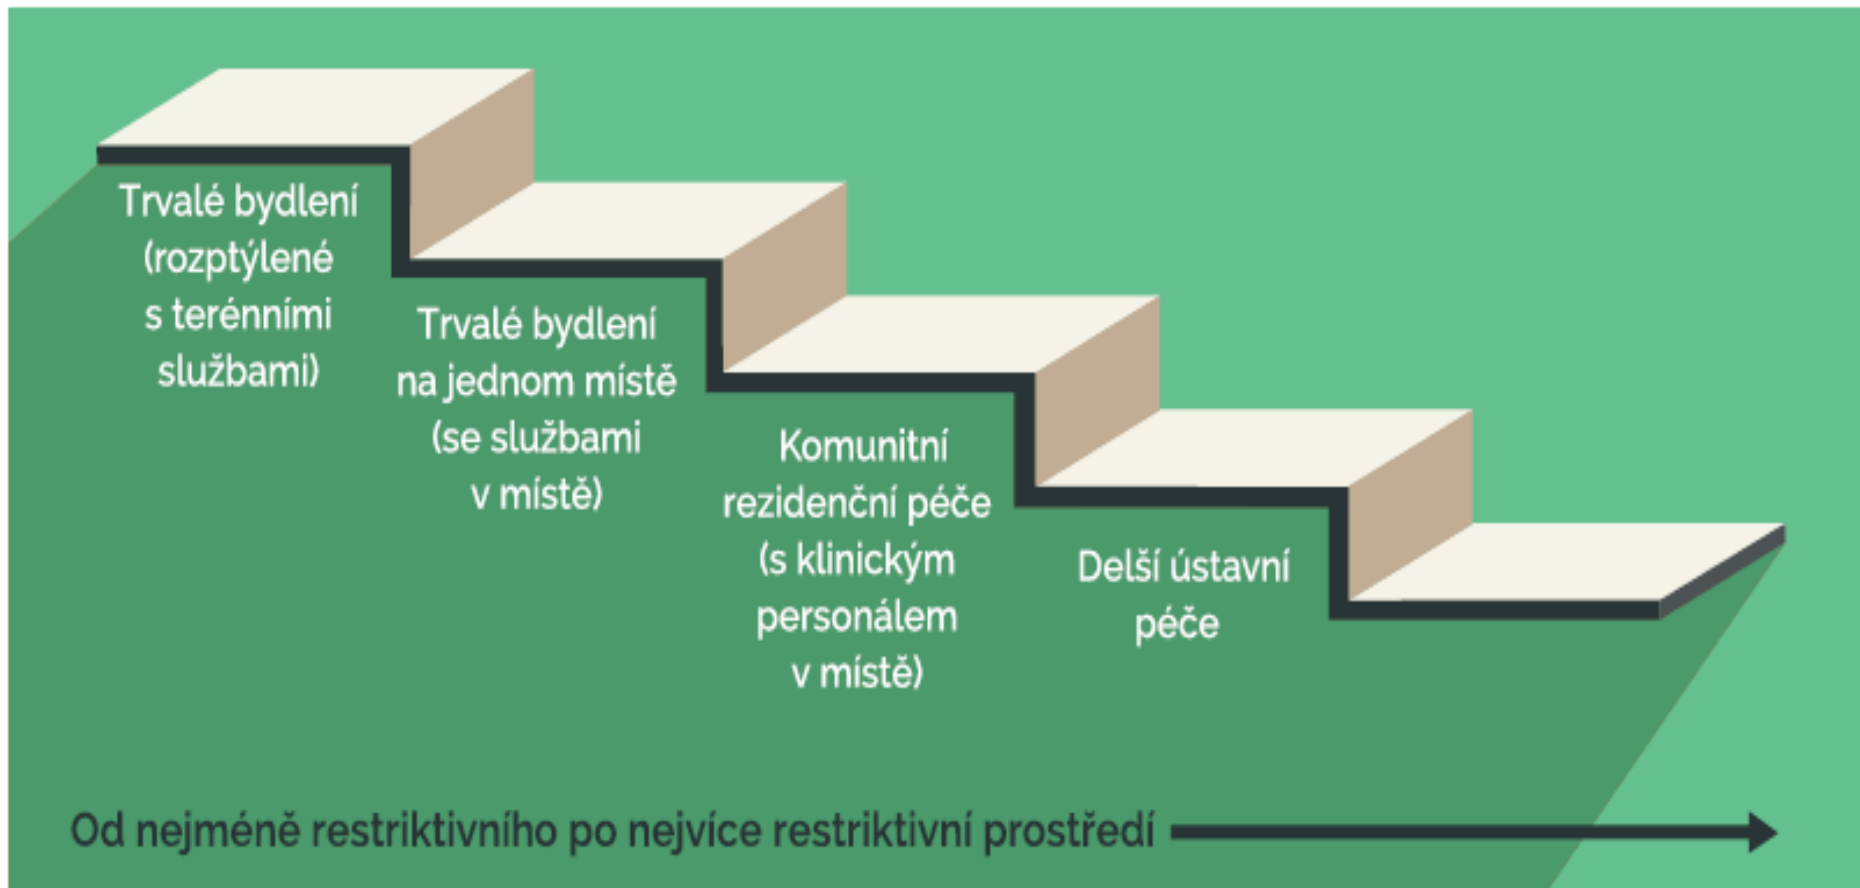 Trvalé bydlení
(rozptýlené
s terénními
službami)
Trvalé bydlení
na jednom místě
(se službami
v místě)
Komunitní
rezidenční péče
(s klinickým
personálem
v místě)
Delší ústavní
péče
Od nejméně restriktivního po nejvíce restriktivní prostředí